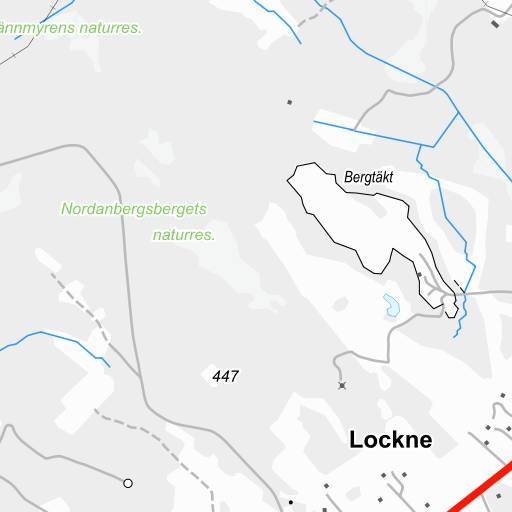 ännmyrens naturres.
Bergtäkt
Nordanbergsbergets
naturres.
447
Lockne